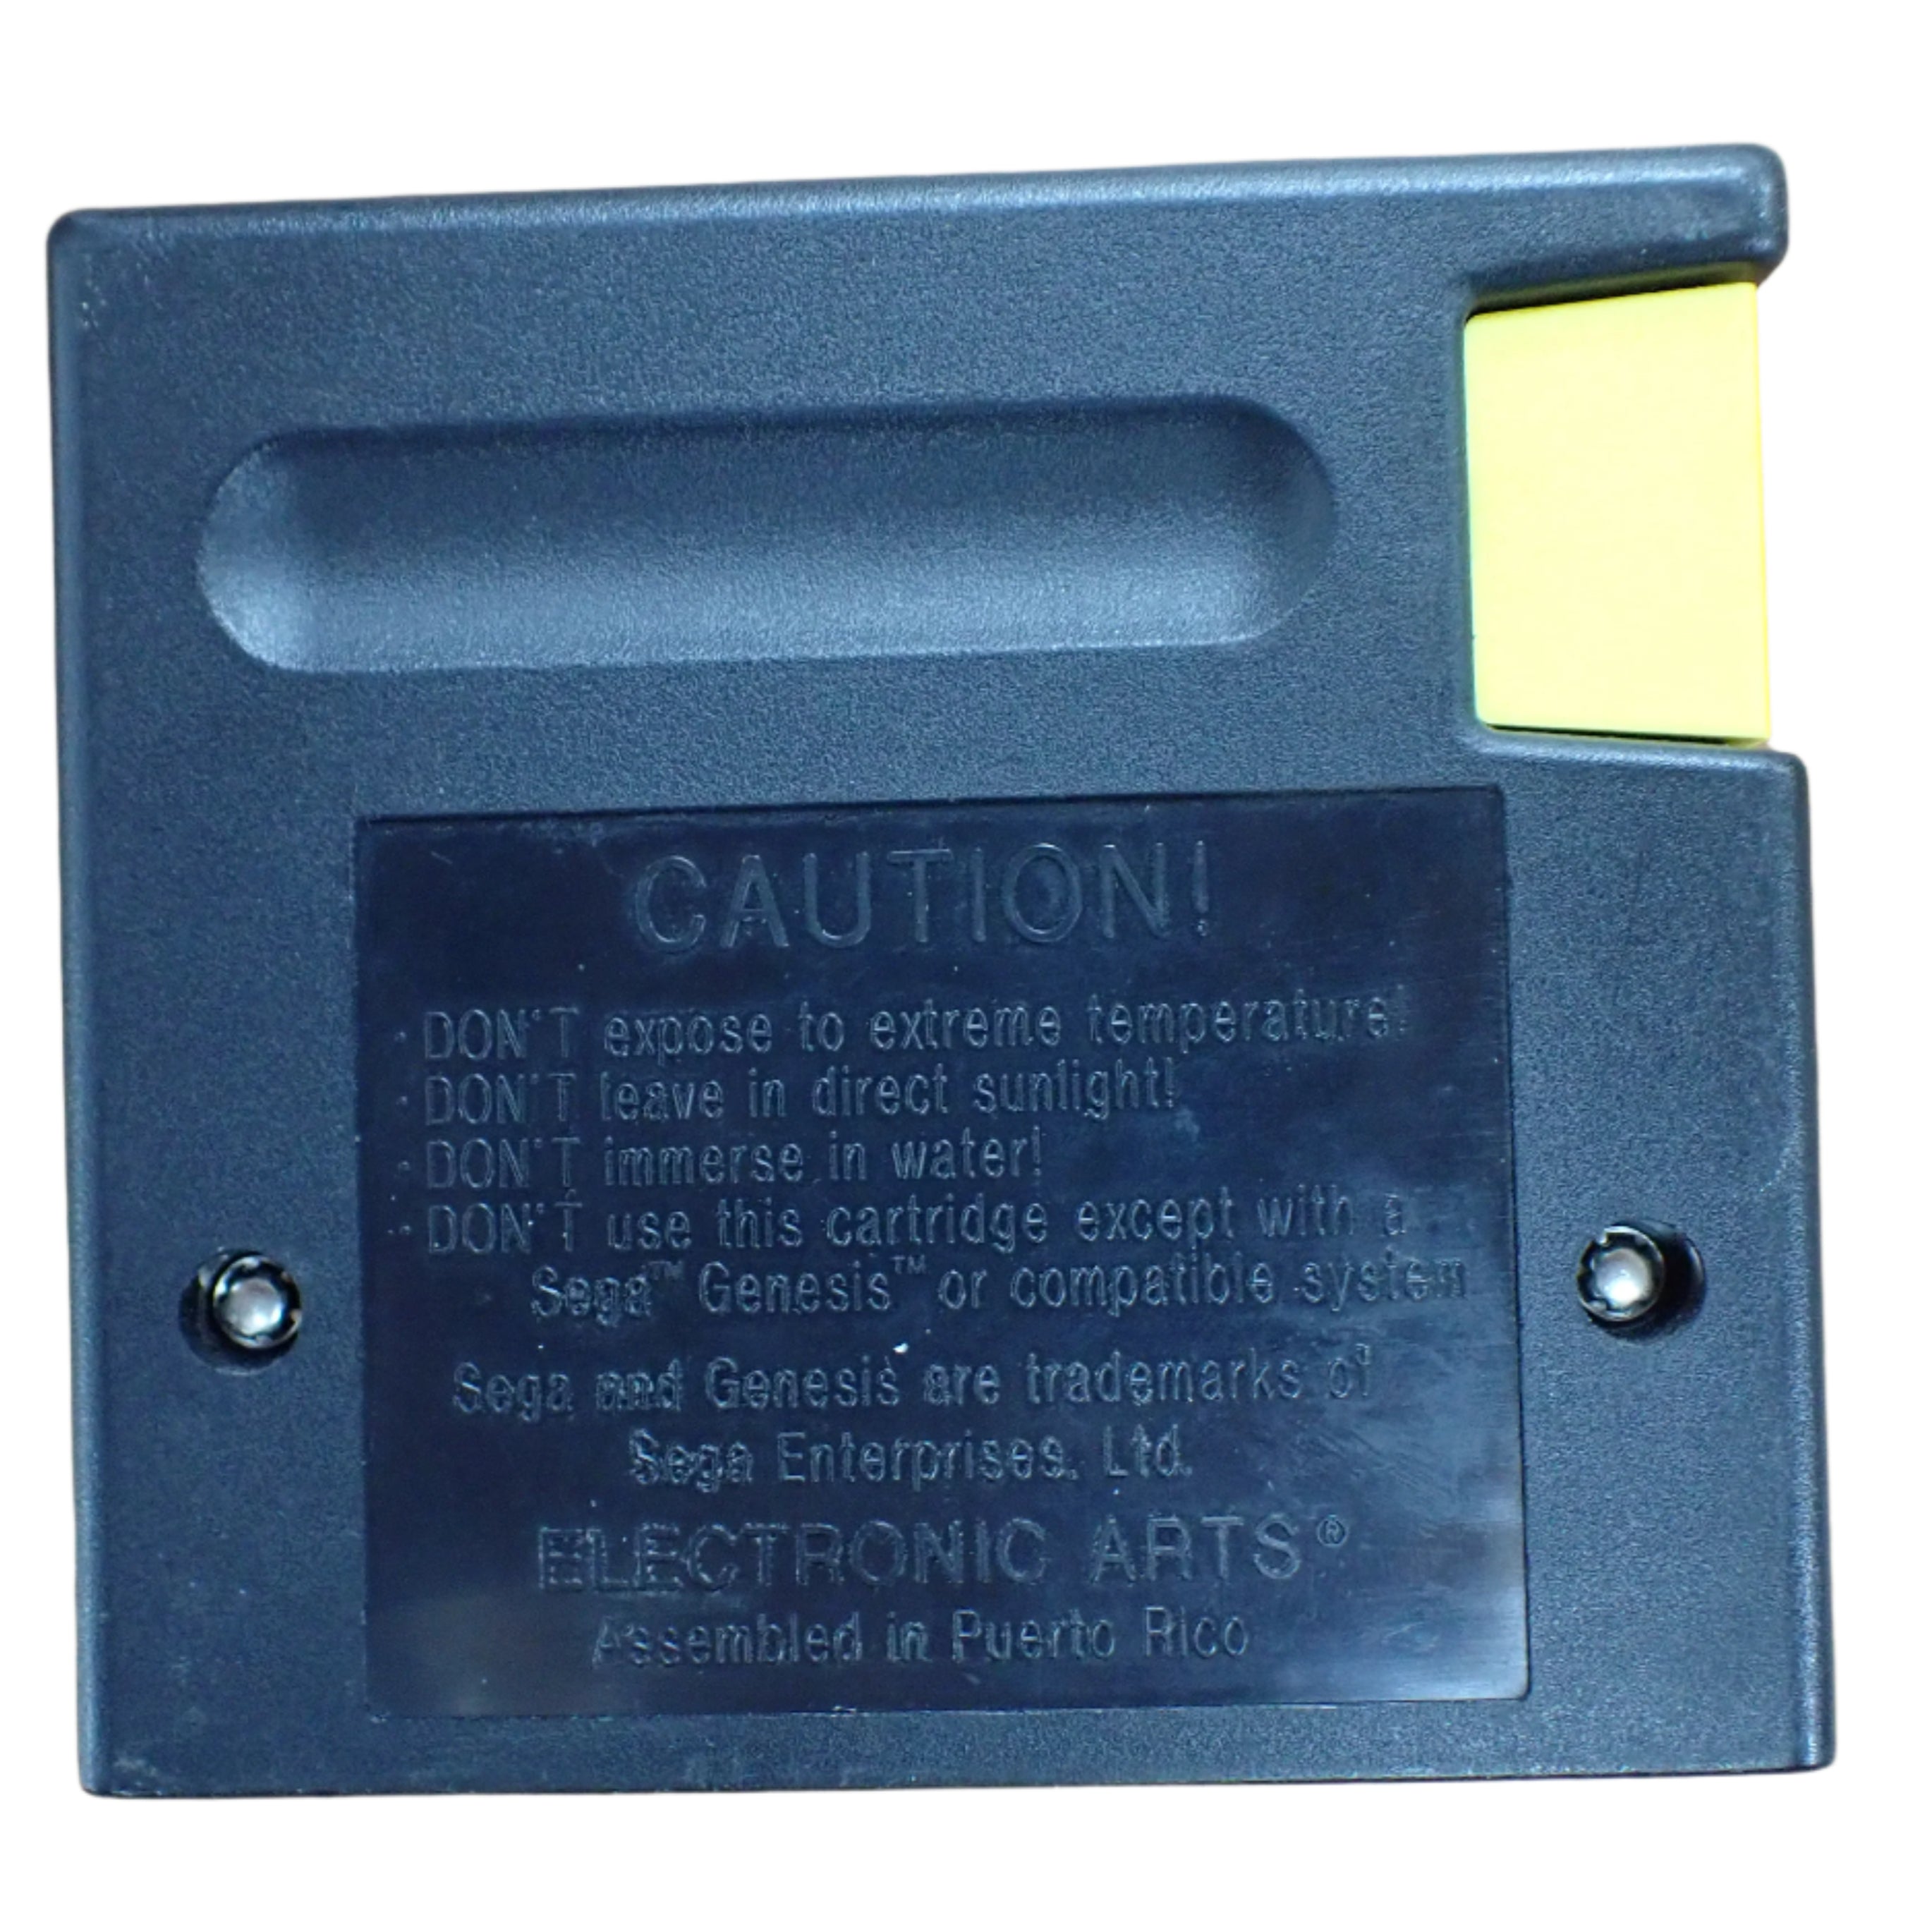 CAUTION!
· DON'T expose to extreme temperature!
· DON'T leave in direct sunlight!
· DON'T immerse in water!
· DON'T use this cartridge except with a
Sega™ Genesis™ or compatible system
Sega and Genesis are trademarks of
Sega Enterprises, Ltd.
ELECTRONIC ARTS®
Assembled in Puerto Rico